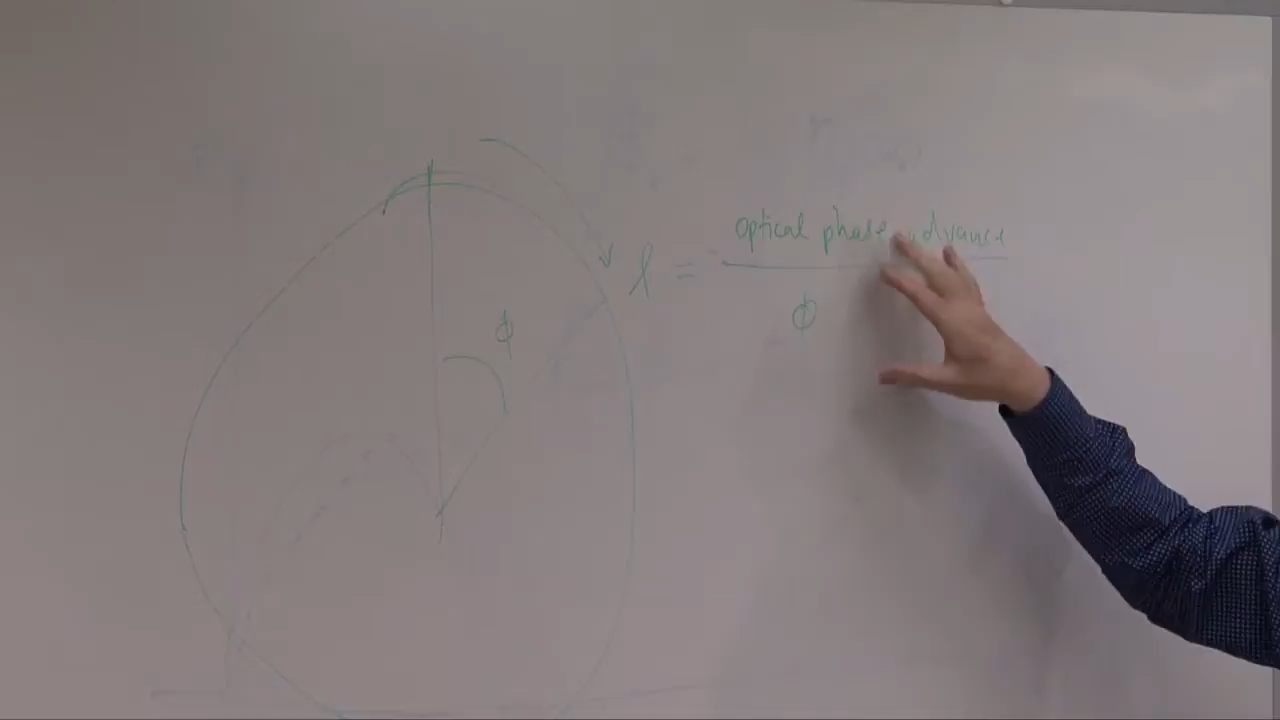 optical phase advance
l =
ϕ
ϕ